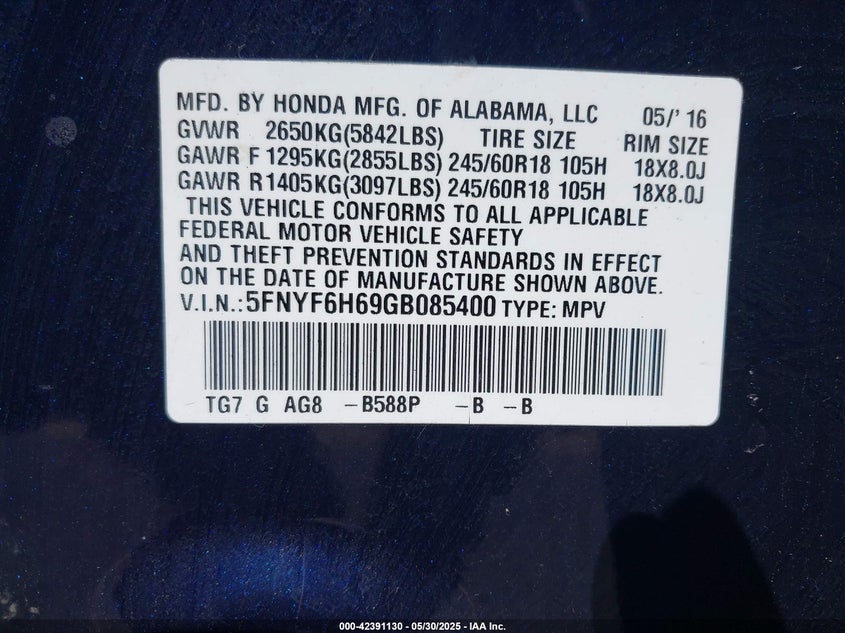 MFD. BY HONDA MFG. OF ALABAMA, LLC 05/' 16
GVWR 2650KG(5842LBS) TIRE SIZE RIM SIZE
GAWR F 1295KG(2855LBS) 245/60R18 105H 18X8.0J
GAWR R 1405KG(3097LBS) 245/60R18 105H 18X8.0J
THIS VEHICLE CONFORMS TO ALL APPLICABLE
FEDERAL MOTOR VEHICLE SAFETY
AND THEFT PREVENTION STANDARDS IN EFFECT
ON THE DATE OF MANUFACTURE SHOWN ABOVE.
V.I.N.: 5FNYF6H69GB085400 TYPE: MPV
TG7 G AG8 -B588P -B -B
000-42391130 - 05/30/2025 - IAA Inc.